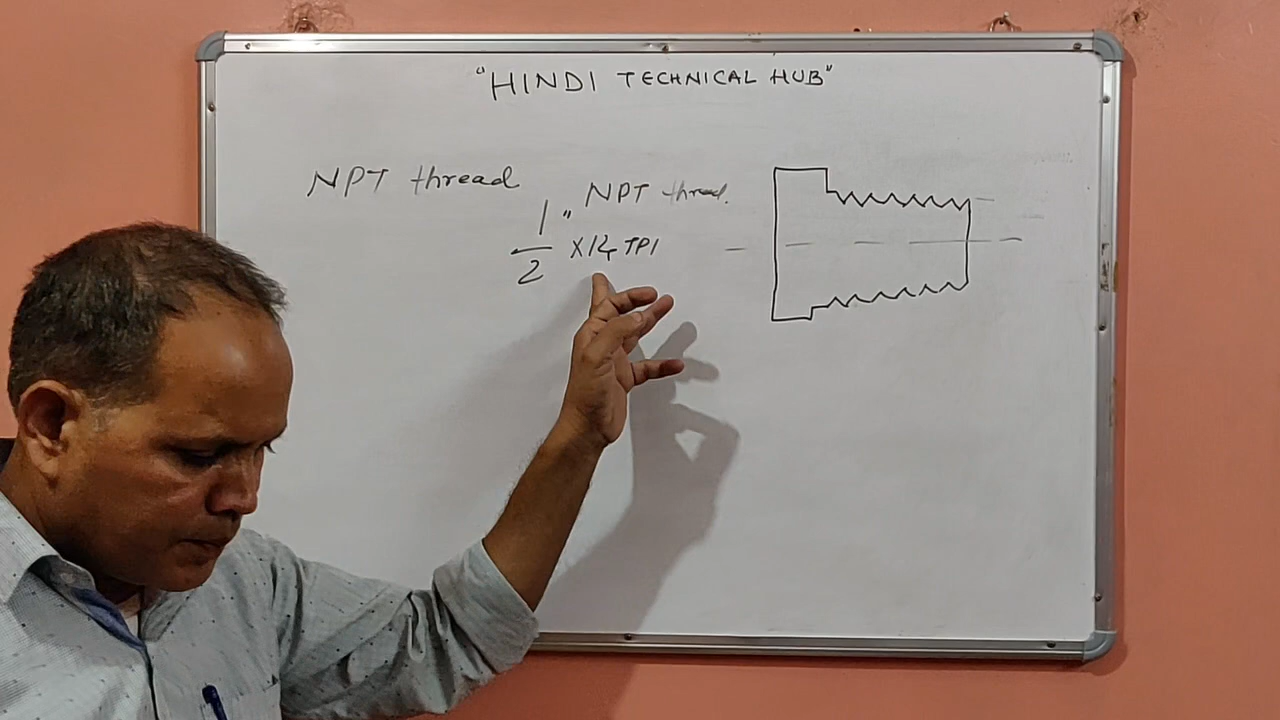 "HINDI TECHNICAL HUB"
NPT thread
1/2" NPT thread.
x14 TPI